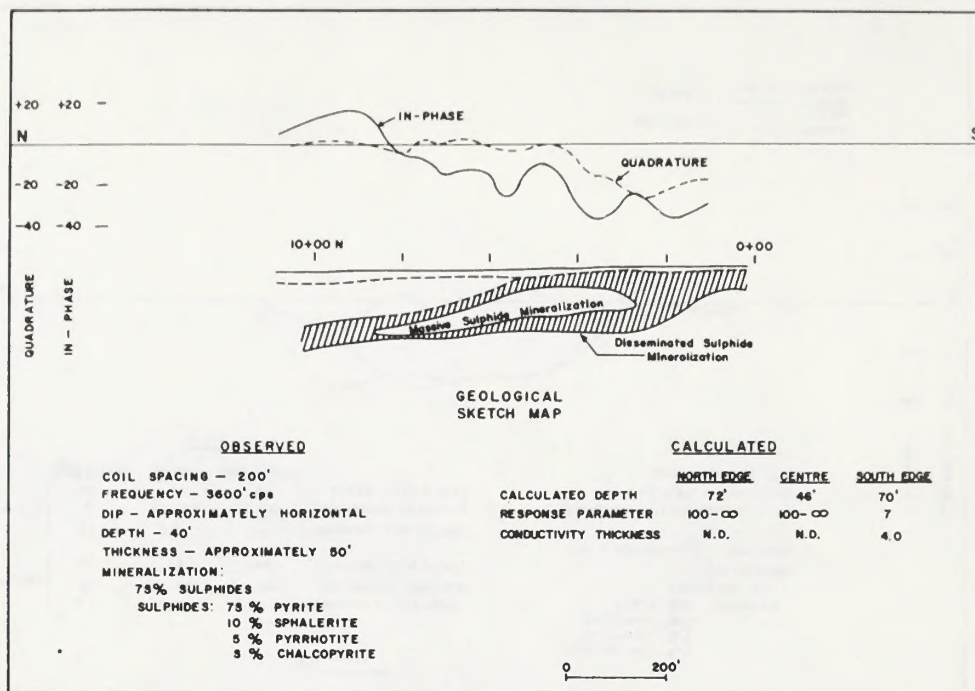 +20 +20
N
S
IN-PHASE
QUADRATURE
-20 -20
-40 -40
QUADRATURE
IN-PHASE
10+00 N
0+00
Massive Sulphide Mineralization
Disseminated Sulphide
Mineralization
GEOLOGICAL
SKETCH MAP
OBSERVED
COIL SPACING — 200'
FREQUENCY — 3600' cps
DIP — APPROXIMATELY HORIZONTAL
DEPTH — 40'
THICKNESS — APPROXIMATELY 50'
MINERALIZATION:
75% SULPHIDES
SULPHIDES: 75 % PYRITE
10 % SPHALERITE
5 % PYRRHOTITE
3 % CHALCOPYRITE
CALCULATED
NORTH EDGE CENTRE SOUTH EDGE
CALCULATED DEPTH 72' 46' 70'
RESPONSE PARAMETER 100-∞ 100-∞ 7
CONDUCTIVITY THICKNESS N.D. N.D. 4.0
0 200'